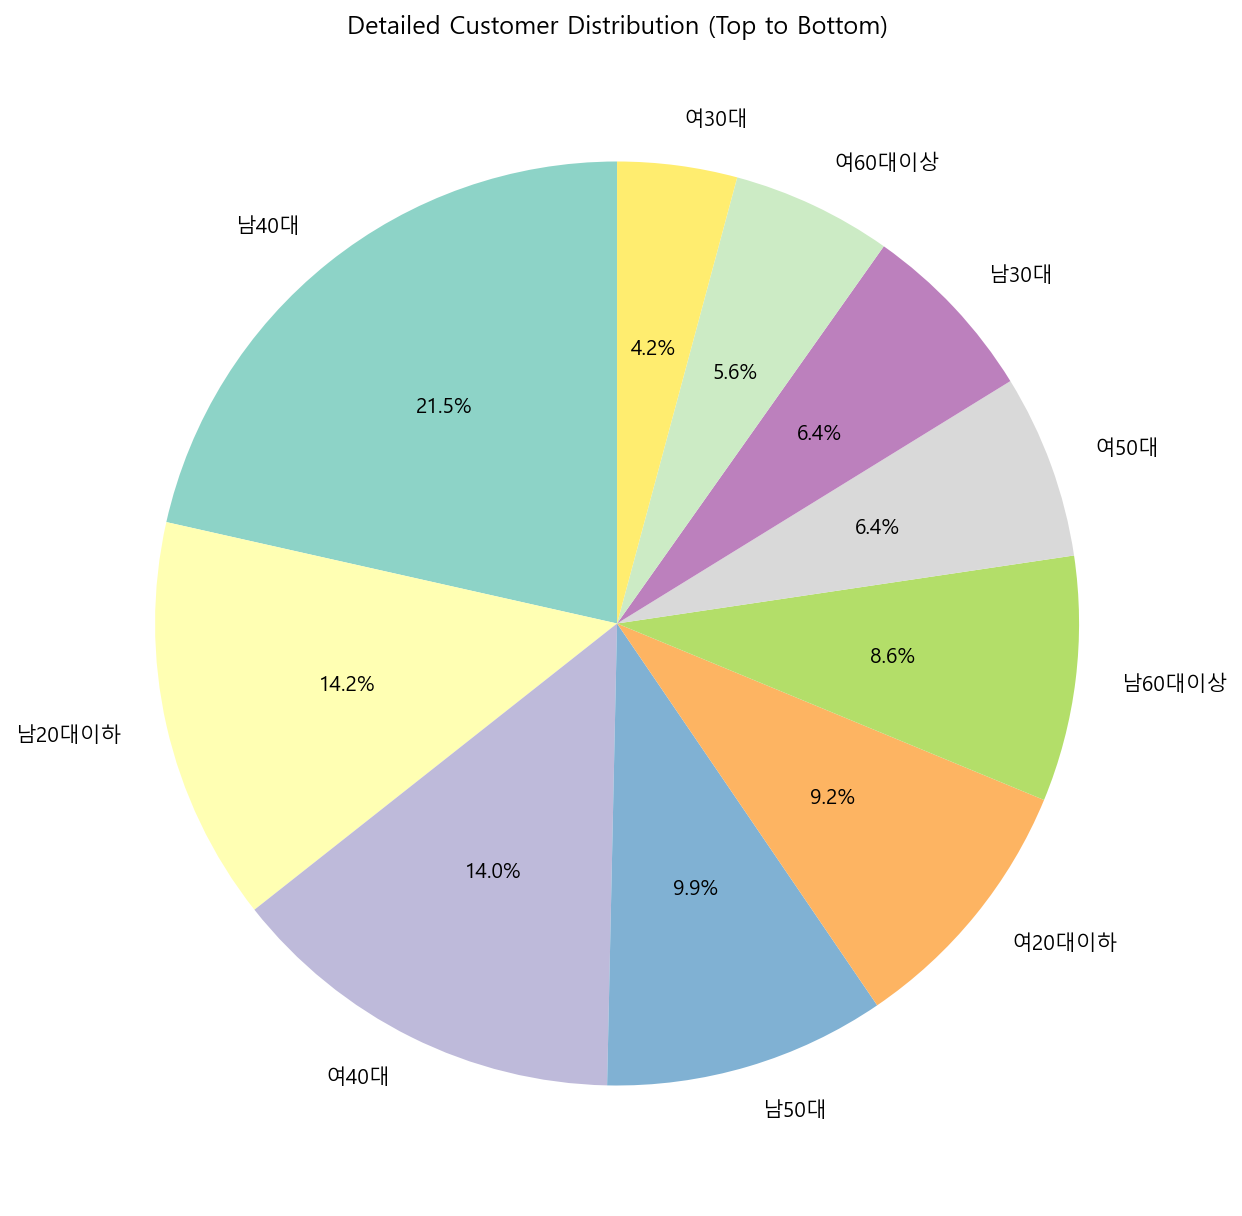 Detailed Customer Distribution (Top to Bottom)
여30대
여60대이상
남40대
남30대
4.2%
5.6%
21.5%
6.4%
여50대
6.4%
8.6%
14.2%
남60대이상
남20대이하
9.2%
14.0%
9.9%
여20대이하
여40대
남50대